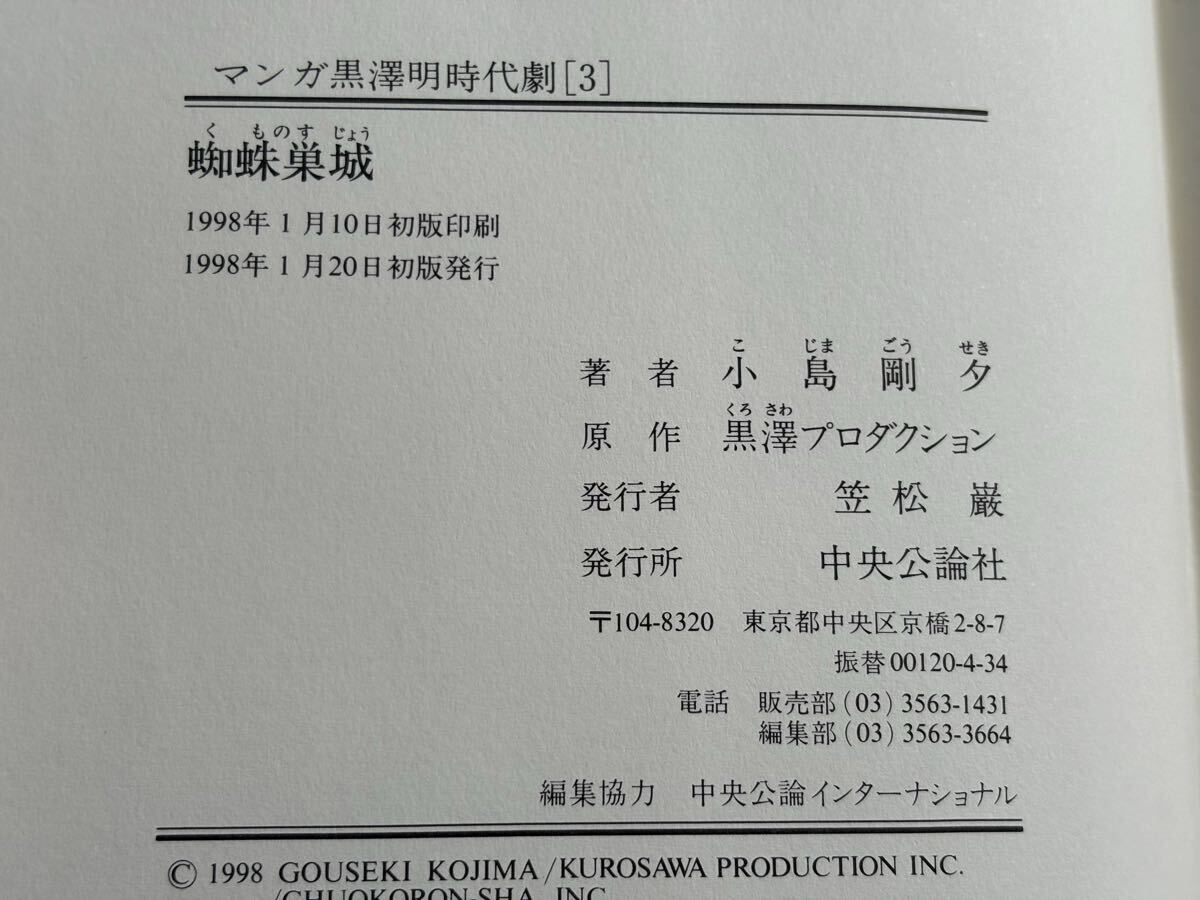 マンガ黒澤明時代劇[3]
く ものす じょう
蜘蛛巣城
1998年1月10日初版印刷
1998年1月20日初版発行
こ じま ごう せき
著者 小島剛夕
くろ さわ
原作 黒澤プロダクション
発行者 笠松 巌
発行所 中央公論社
〒104-8320 東京都中央区京橋2-8-7
振替00120-4-34
電話 販売部(03)3563-1431
編集部(03)3563-3664
編集協力 中央公論インターナショナル
© 1998 GOUSEKI KOJIMA/KUROSAWA PRODUCTION INC.
/CHUOKORON-SHA, INC.